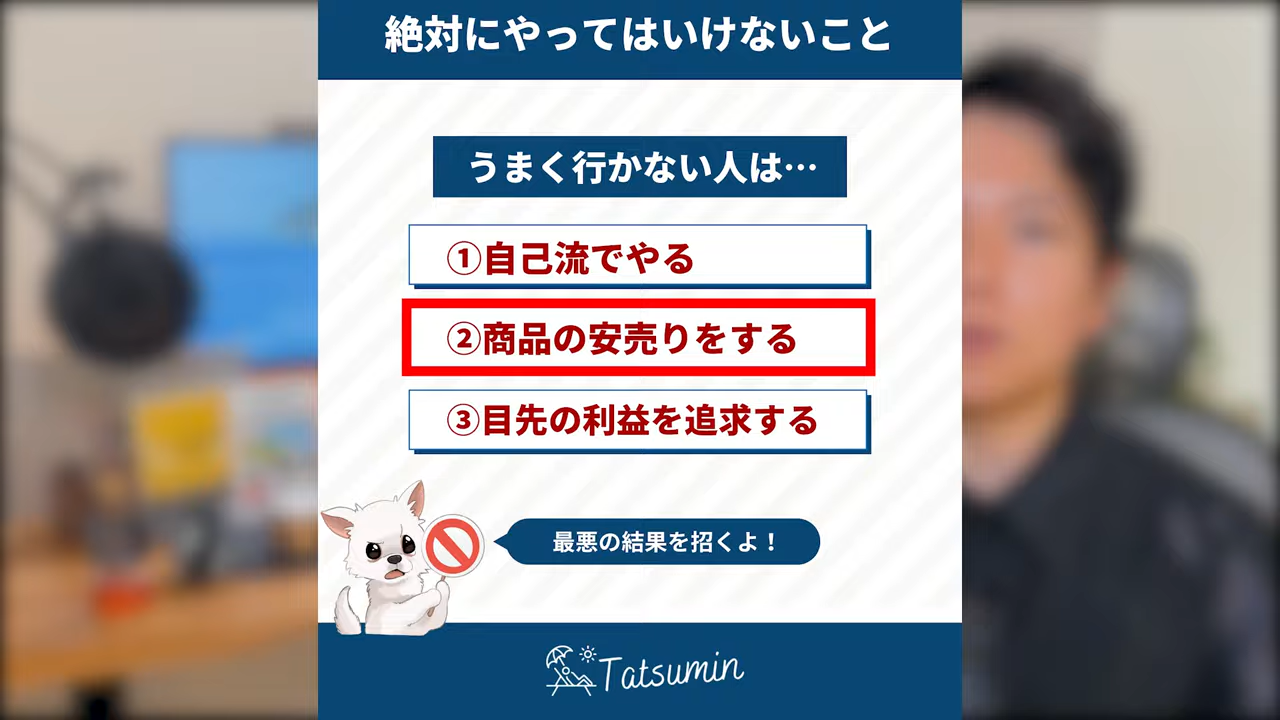 絶対にやってはいけないこと
うまく行かない人は…
①自己流でやる
②商品の安売りをする
③目先の利益を追求する
最悪の結果を招くよ！
Tatsumin